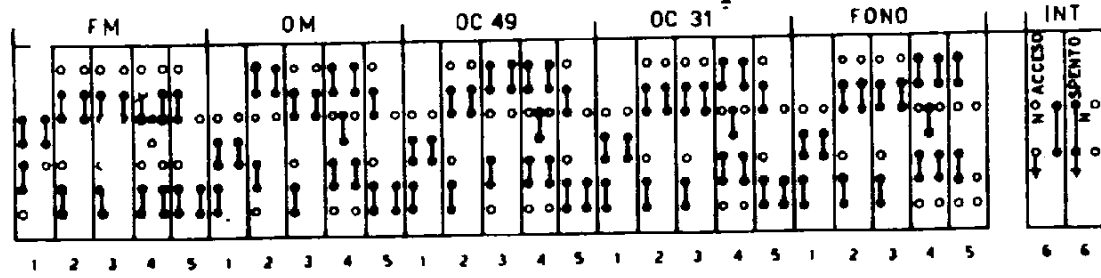 FM OM OC 49 OC 31 FONO INT
N ACCESO
N SPENTO
1 2 3 4 5 1 2 3 4 5 1 2 3 4 5 1 2 3 4 5 1 2 3 4 5 6 6